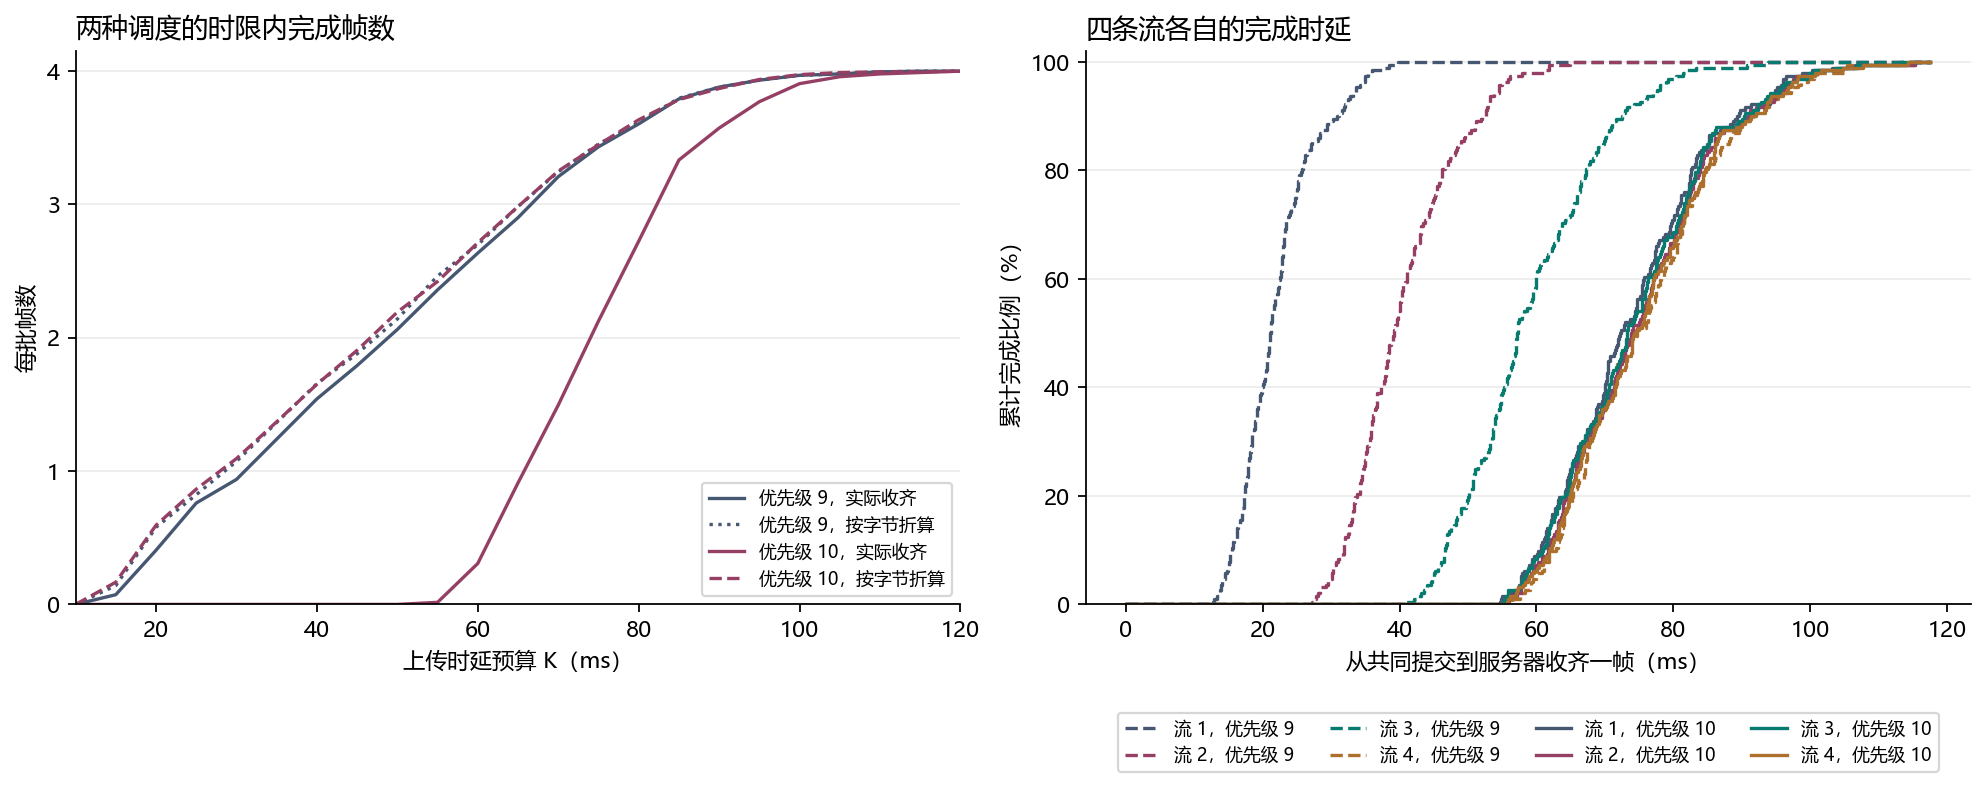 两种调度的时限内完成帧数
每批帧数
4
3
2
1
0
20 40 60 80 100 120
上传时延预算 K（ms）
优先级 9，实际收齐
优先级 9，按字节折算
优先级 10，实际收齐
优先级 10，按字节折算
四条流各自的完成时延
累计完成比例（%）
100
80
60
40
20
0
0 20 40 60 80 100 120
从共同提交到服务器收齐一帧（ms）
流 1，优先级 9 流 3，优先级 9 流 1，优先级 10 流 3，优先级 10
流 2，优先级 9 流 4，优先级 9 流 2，优先级 10 流 4，优先级 10